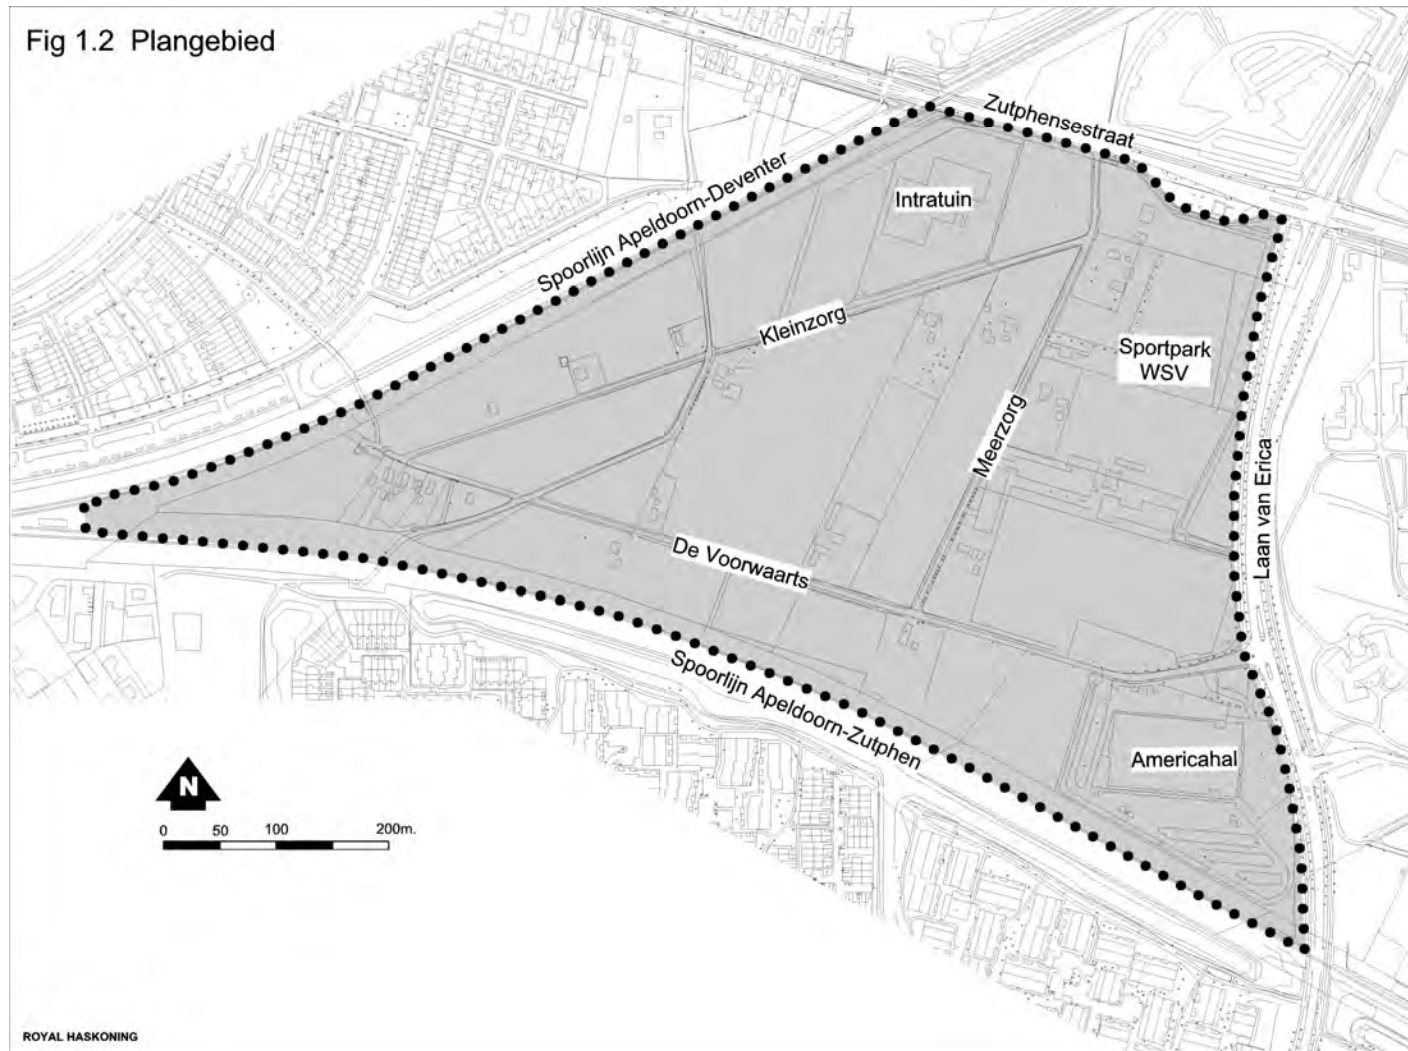 Fig 1.2 Plangebied
Zutphensestraat
Spoorlijn Apeldoorn-Deventer
Intratuin
Kleinzorg
Sportpark
WSV
Meerzorg
Laan van Erica
De Voorwaarts
Spoorlijn Apeldoorn-Zutphen
Americahal
N
0 50 100 200m.
ROYAL HASKONING